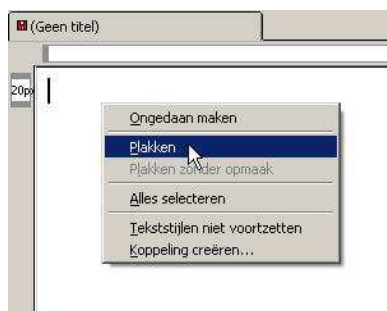 (Geen titel)
20px
Ongedaan maken
Plakken
Plakken zonder opmaak
Alles selecteren
Tekststijlen niet voortzetten
Koppeling creëren...